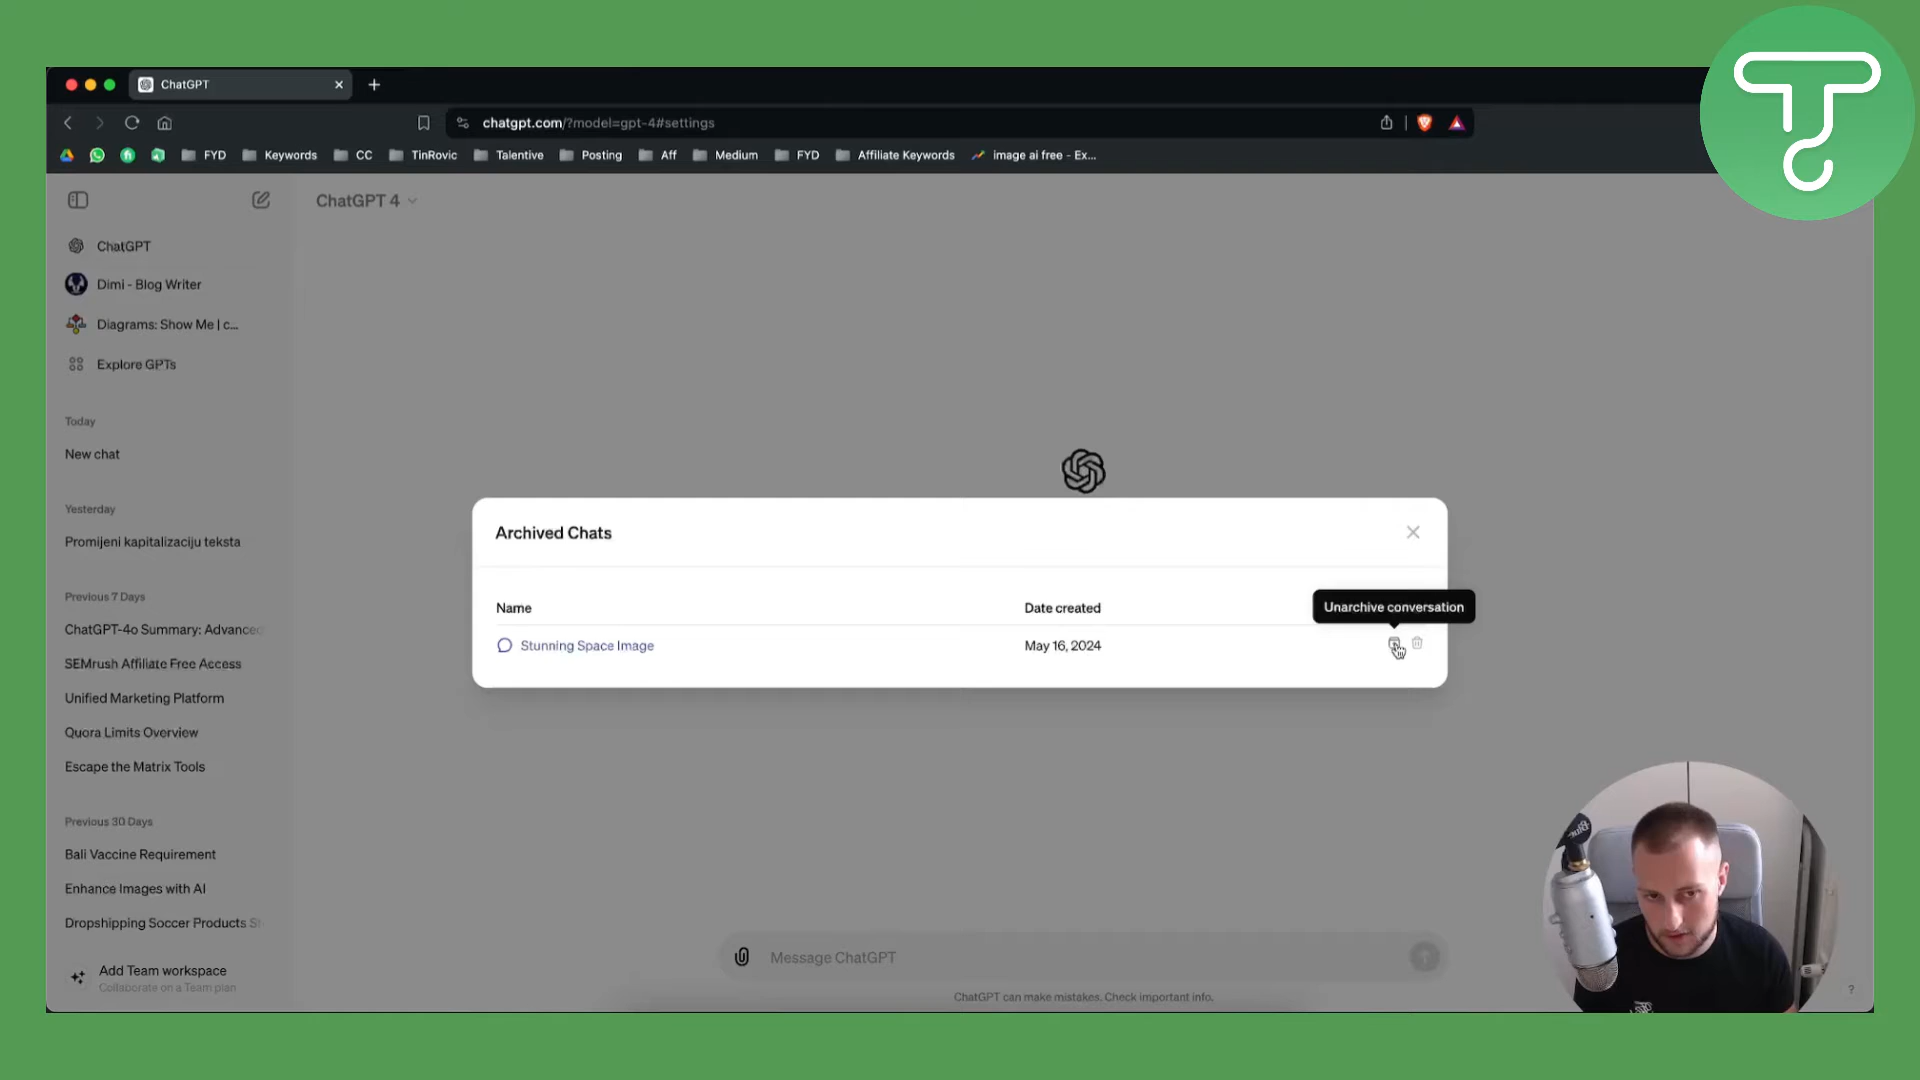 ChatGPT
chatgpt.com/?model=gpt-4#settings
FYD Keywords CC TinRovic Talentive Posting Aff Medium FYD Affiliate Keywords image ai free - Ex...
ChatGPT 4
ChatGPT
Dimi - Blog Writer
Diagrams: Show Me | c...
Explore GPTs
Today
New chat
Yesterday
Promijeni kapitalizaciju teksta
Previous 7 Days
ChatGPT-4o Summary: Advanced
SEMrush Affiliate Free Access
Unified Marketing Platform
Quora Limits Overview
Escape the Matrix Tools
Previous 30 Days
Bali Vaccine Requirement
Enhance Images with AI
Dropshipping Soccer Products St
Add Team workspace
Collaborate on a Team plan
Archived Chats
Name Date created
Unarchive conversation
Stunning Space Image May 16, 2024
Message ChatGPT
ChatGPT can make mistakes. Check important info.
?